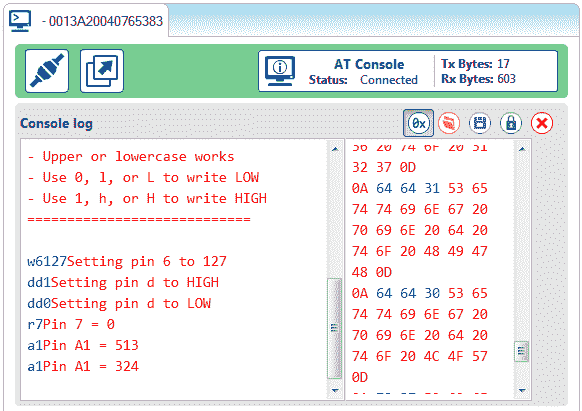 - 0013A20040765383
AT Console
Status: Connected
Tx Bytes: 17
Rx Bytes: 603
Console log
0x
- Upper or lowercase works
- Use 0, l, or L to write LOW
- Use 1, h, or H to write HIGH
============================
w6127Setting pin 6 to 127
dd1Setting pin d to HIGH
dd0Setting pin d to LOW
r7Pin 7 = 0
a1Pin A1 = 513
a1Pin A1 = 324
36 20 74 6F 20 31
32 37 0D
0A 64 64 31 53 65
74 74 69 6E 67 20
70 69 6E 20 64 20
74 6F 20 48 49 47
48 0D
0A 64 64 30 53 65
74 74 69 6E 67 20
70 69 6E 20 64 20
74 6F 20 4C 4F 57
0D